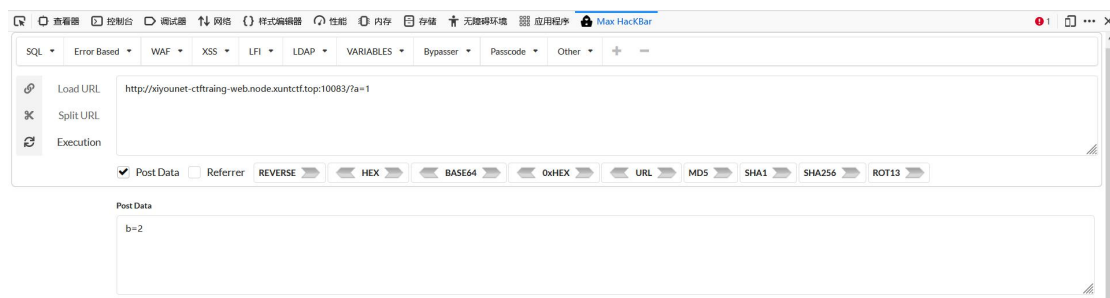 查看器 控制台 调试器 网络 样式编辑器 性能 内存 存储 无障碍环境 应用程序 Max HacKBar 1
SQL Error Based WAF XSS LFI LDAP VARIABLES Bypasser Passcode Other
Load URL http://xiyounet-ctftraing-web.node.xuntctf.top:10083/?a=1
Split URL
Execution
Post Data Referrer REVERSE HEX BASE64 0xHEX URL MD5 SHA1 SHA256 ROT13
Post Data
b=2